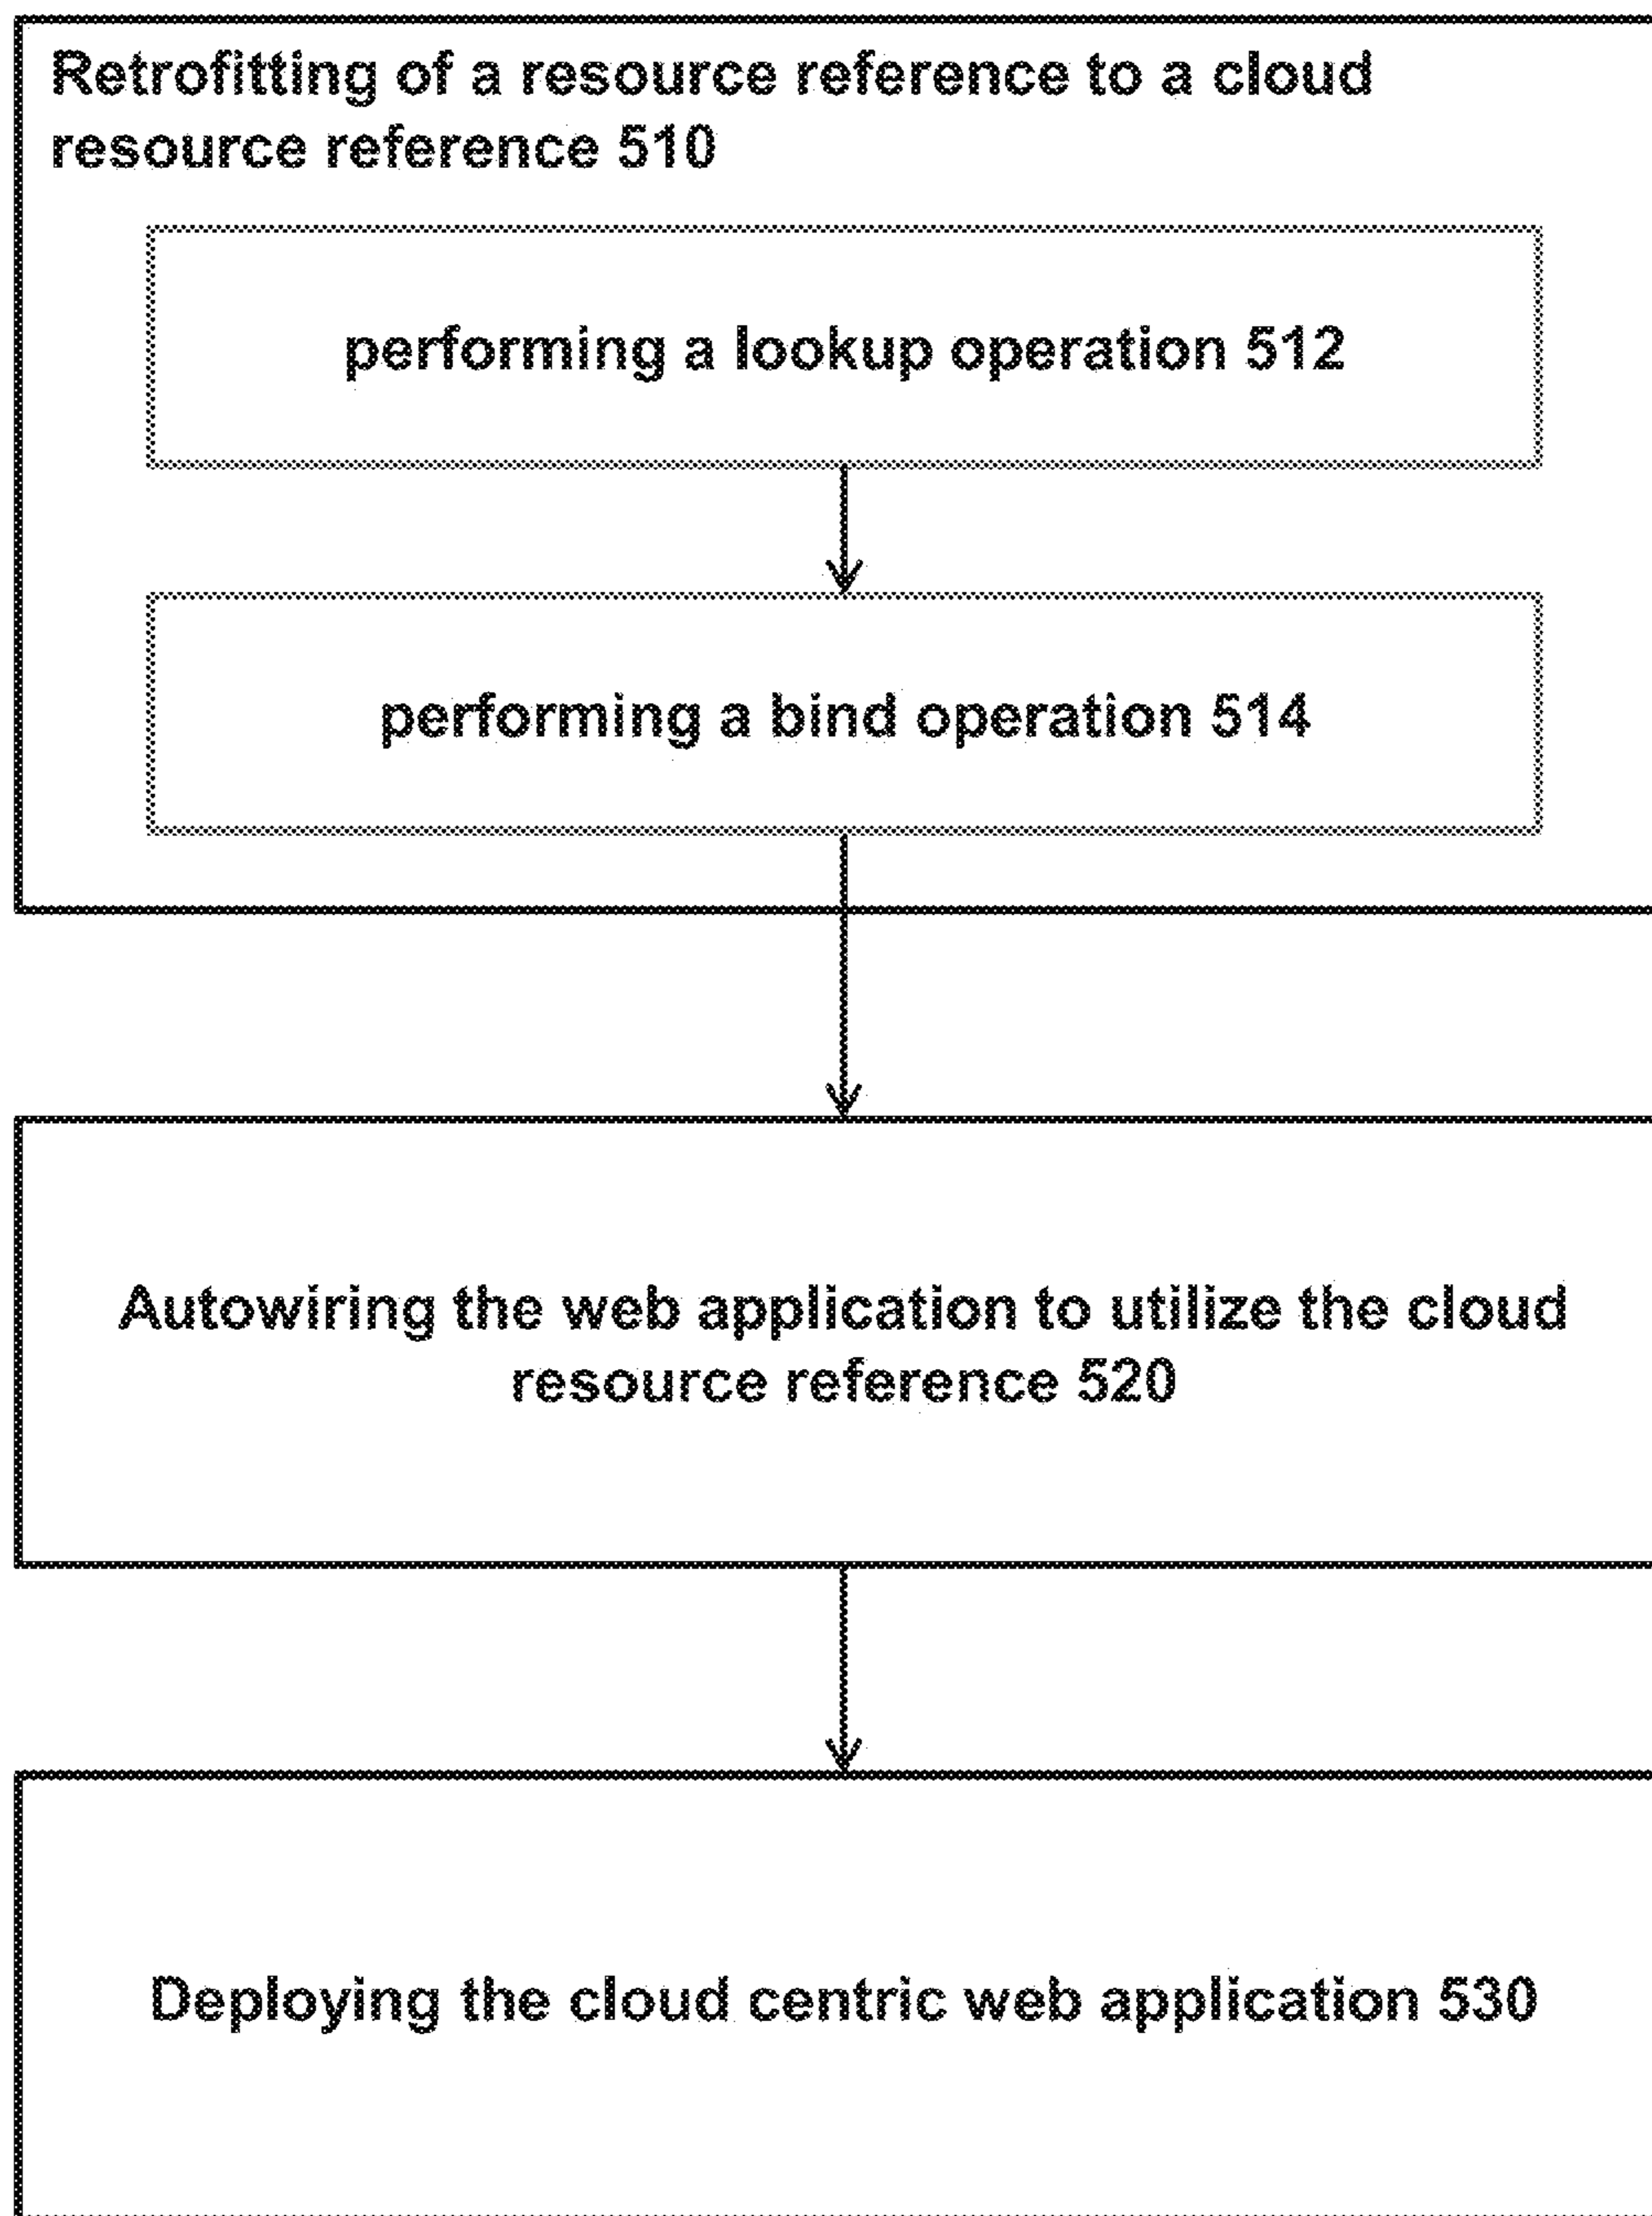 Retrofitting of a resource reference to a cloud
resource reference 510
performing a lookup operation 512
performing a bind operation 514
Autowiring the web application to utilize the cloud
resource reference 520
Deploying the cloud centric web application 530